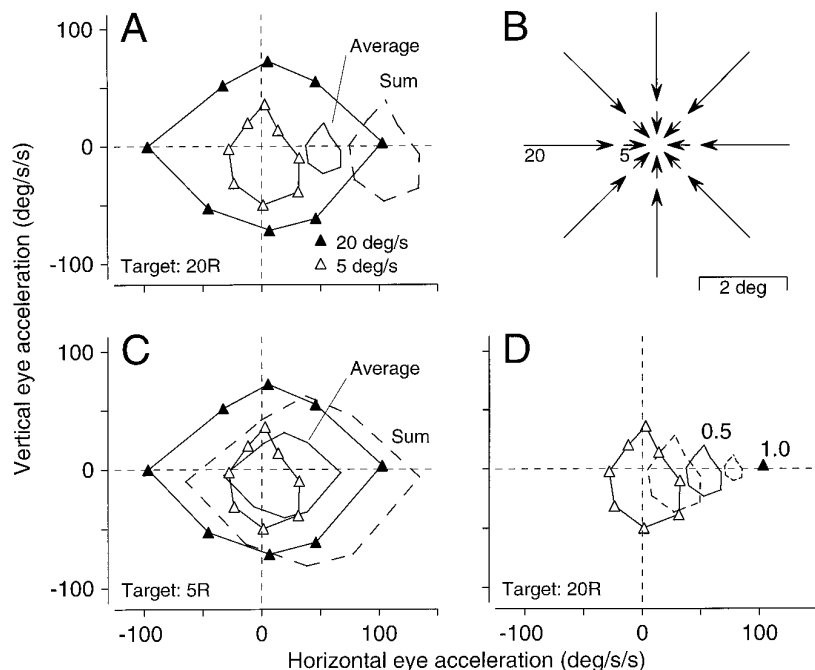 A
B
100
0
-100
Average
Sum
▲ 20 deg/s
△ 5 deg/s
Target: 20R
20
5
2 deg
Vertical eye acceleration (deg/s/s)
C
D
100
0
-100
Average
Sum
Target: 5R
0.5
1.0
Target: 20R
-100
0
100
-100
0
100
Horizontal eye acceleration (deg/s/s)